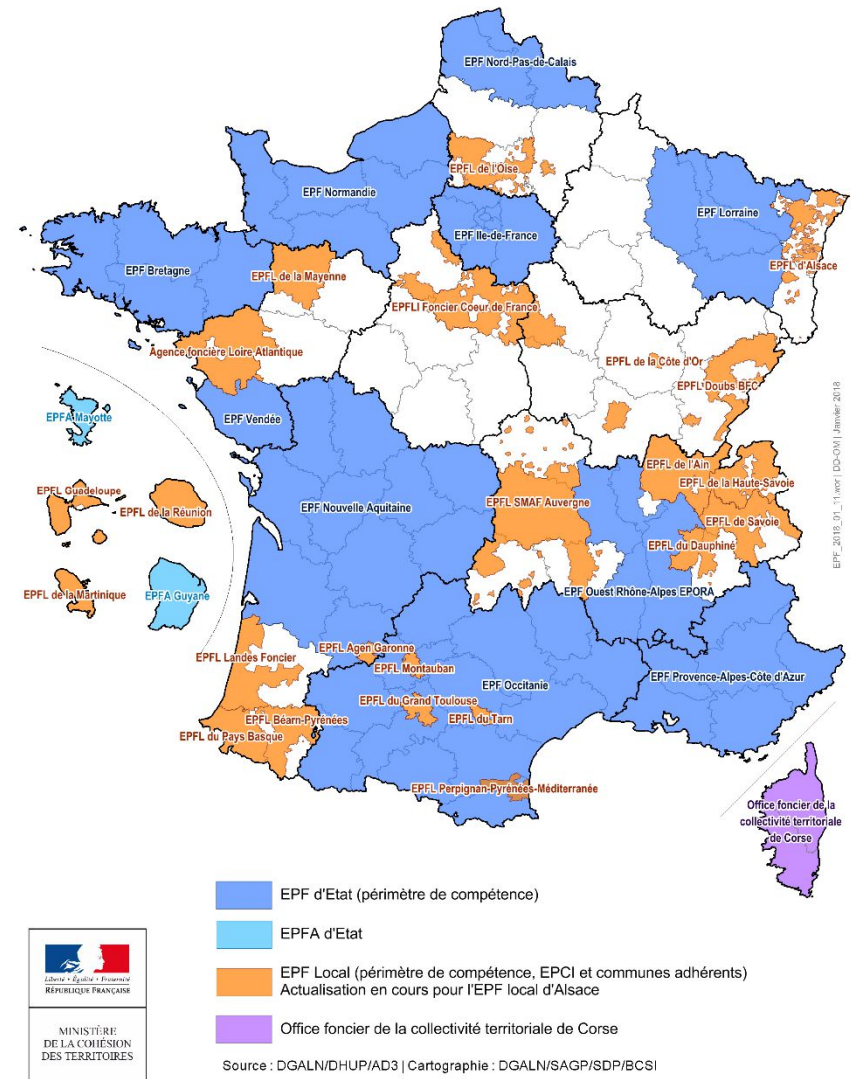 EPF Nord-Pas-de-Calais
EPFL de l'Oise
EPF Normandie
EPF Lorraine
EPF Ile-de-France
EPFL d'Alsace
EPF Bretagne
EPFL de la Mayenne
EPFLI Foncier Coeur de France
Agence foncière Loire Atlantique
EPFL de la Côte d'Or
EPFL Doubs BFC
EPF Vendée
EPFA Mayotte
EPFL de l'Ain
EPFL de la Haute-Savoie
EPFL Guadeloupe
EPFL de la Réunion
EPF Nouvelle Aquitaine
EPFL SMAF Auvergne
EPFL de Savoie
EPFL du Dauphiné
EPFL de la Martinique
EPFA Guyane
EPF Ouest Rhône-Alpes EPORA
EPFL Agen Garonne
EPFL Landes Foncier
EPFL Montauban
EPF Occitanie
EPF Provence-Alpes-Côte d'Azur
EPFL du Grand Toulouse
EPFL Béarn-Pyrénées
EPFL du Tarn
EPFL du Pays Basque
EPFL Perpignan-Pyrénées-Méditerranée
Office foncier de la
collectivité territoriale
de Corse
EPF_2018_01_11.wor | DD-OM | Janvier 2018
EPF d'Etat (périmètre de compétence)
EPFA d'Etat
EPF Local (périmètre de compétence, EPCI et communes adhérents)
Actualisation en cours pour l'EPF local d'Alsace
Office foncier de la collectivité territoriale de Corse
Liberté • Égalité • Fraternité
RÉPUBLIQUE FRANÇAISE
MINISTÈRE
DE LA COHÉSION
DES TERRITOIRES
Source : DGALN/DHUP/AD3 | Cartographie : DGALN/SAGP/SDP/BCSI